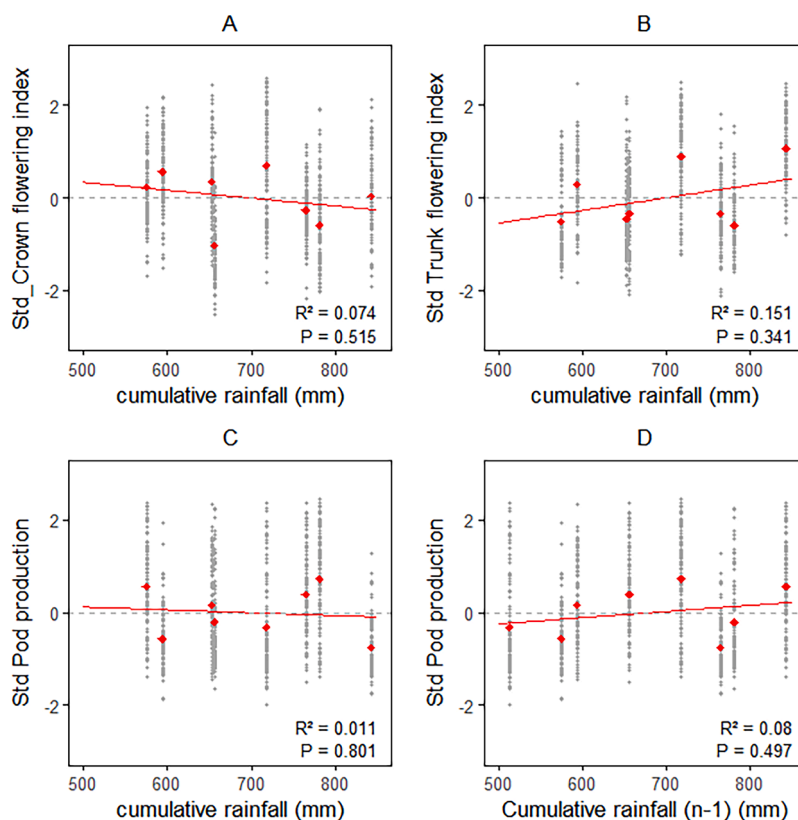 A
Std_Crown flowering index
2
0
-2
R² = 0.074
P = 0.515
500 600 700 800
cumulative rainfall (mm)
B
Std Trunk flowering index
2
0
-2
R² = 0.151
P = 0.341
500 600 700 800
cumulative rainfall (mm)
C
Std Pod production
2
0
-2
R² = 0.011
P = 0.801
500 600 700 800
cumulative rainfall (mm)
D
Std Pod production
2
0
-2
R² = 0.08
P = 0.497
500 600 700 800
Cumulative rainfall (n-1) (mm)